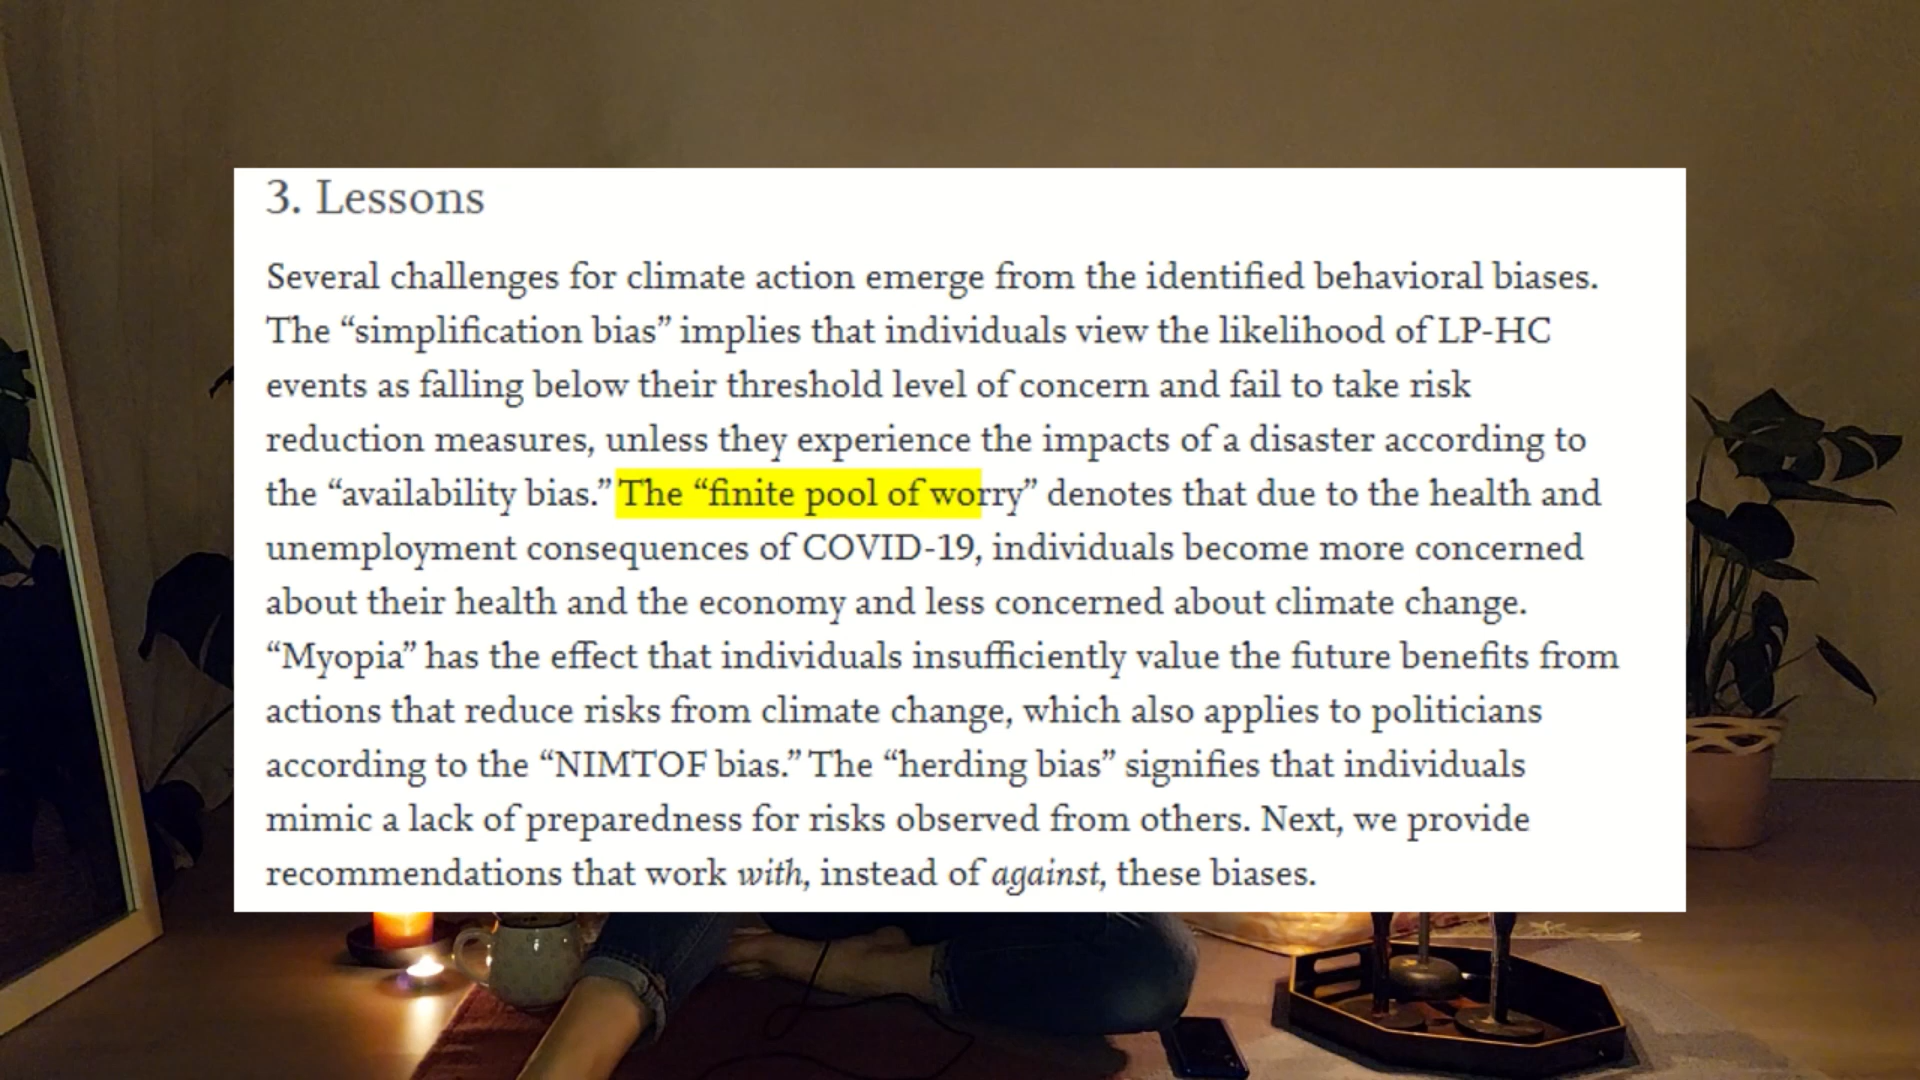 3. Lessons
Several challenges for climate action emerge from the identified behavioral biases.
The “simplification bias” implies that individuals view the likelihood of LP-HC
events as falling below their threshold level of concern and fail to take risk
reduction measures, unless they experience the impacts of a disaster according to
the “availability bias.” The “finite pool of worry” denotes that due to the health and
unemployment consequences of COVID-19, individuals become more concerned
about their health and the economy and less concerned about climate change.
“Myopia” has the effect that individuals insufficiently value the future benefits from
actions that reduce risks from climate change, which also applies to politicians
according to the “NIMTOF bias.” The “herding bias” signifies that individuals
mimic a lack of preparedness for risks observed from others. Next, we provide
recommendations that work with, instead of against, these biases.